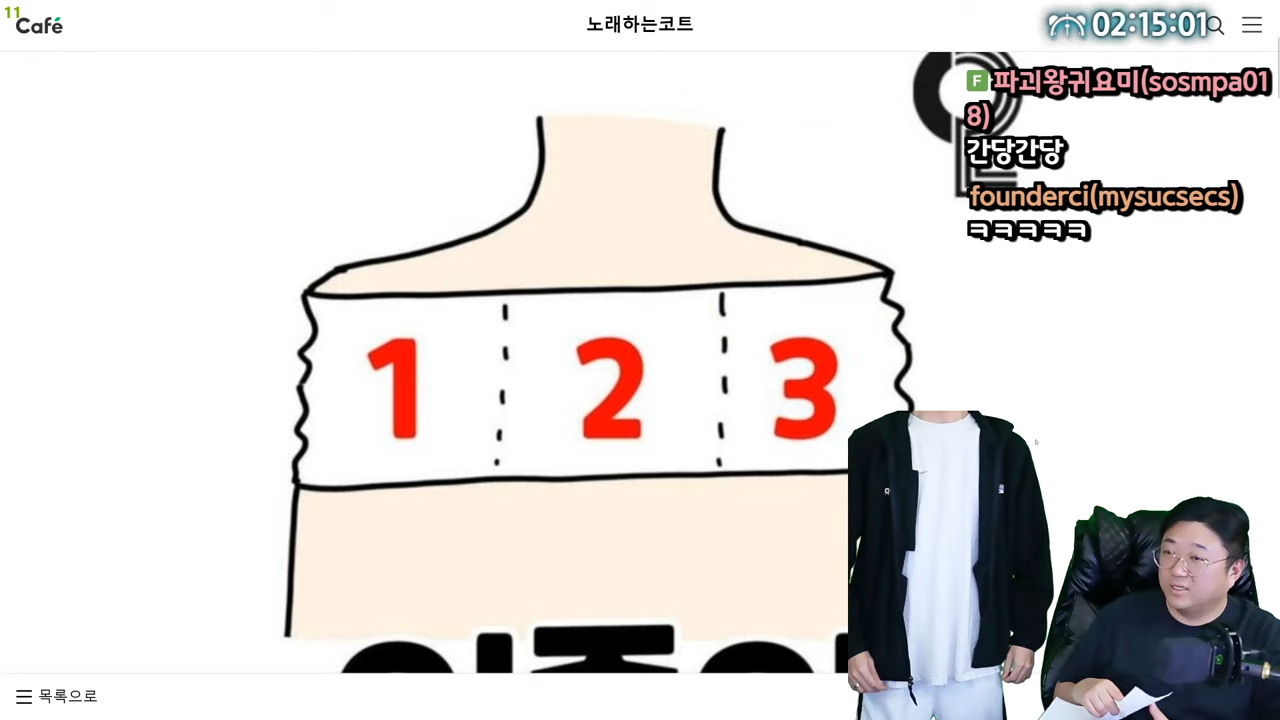 11
Café
노래하는코트
02:15:01
F 파괴왕귀요미(sosmpa01
8)
간당간당
founderci(mysucsecs)
ㅋㅋㅋㅋㅋ
1 2 3
목록으로